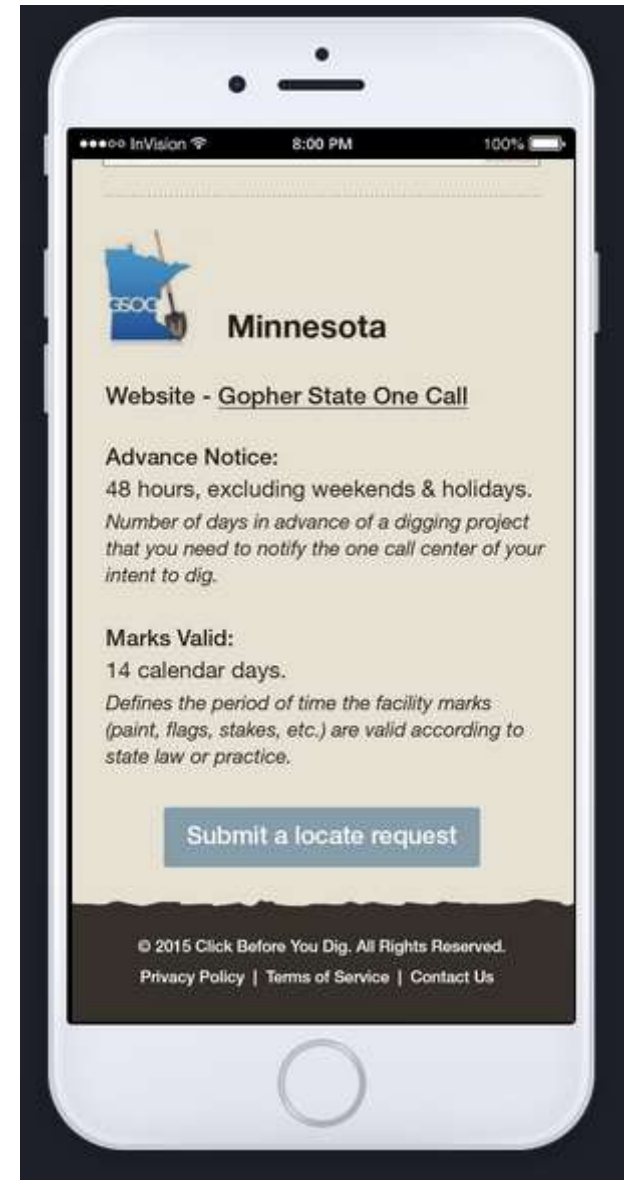 InVision 8:00 PM 100%
GSOC
Minnesota
Website - Gopher State One Call
Advance Notice:
48 hours, excluding weekends & holidays.
Number of days in advance of a digging project
that you need to notify the one call center of your
intent to dig.
Marks Valid:
14 calendar days.
Defines the period of time the facility marks
(paint, flags, stakes, etc.) are valid according to
state law or practice.
Submit a locate request
© 2015 Click Before You Dig. All Rights Reserved.
Privacy Policy | Terms of Service | Contact Us